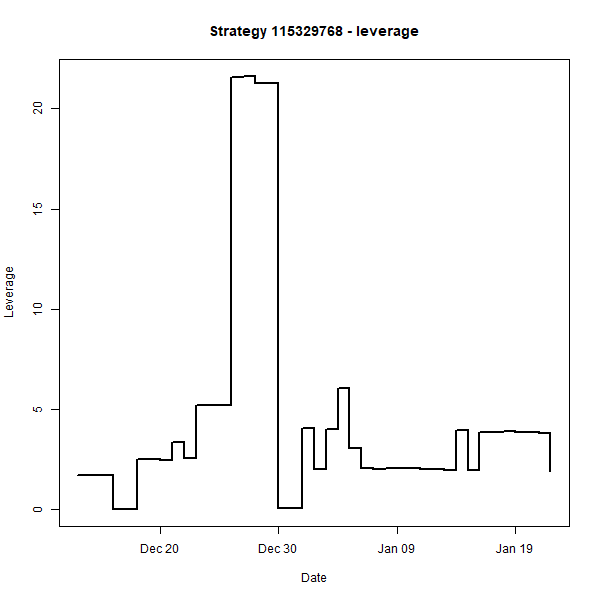 Strategy 115329768 - leverage
Leverage
20
15
10
5
0
Dec 20
Dec 30
Jan 09
Jan 19
Date